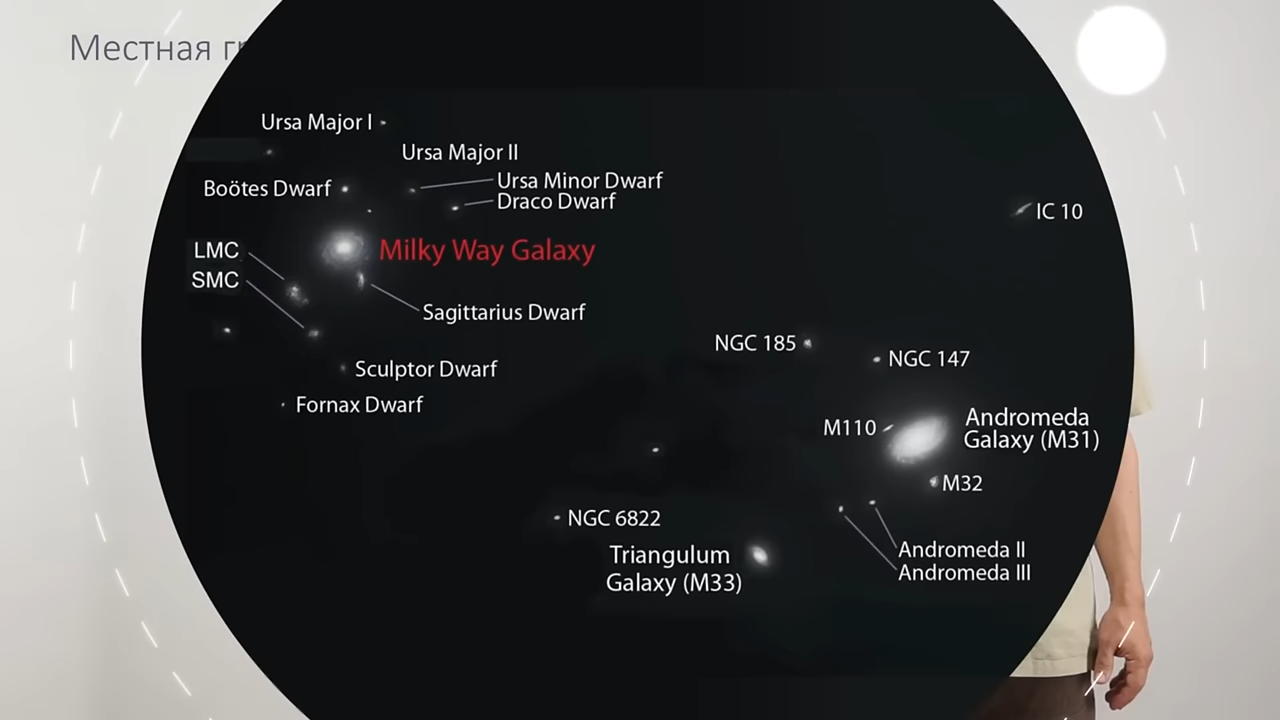 Местная
Ursa Major I
Ursa Major II
Boötes Dwarf
Ursa Minor Dwarf
Draco Dwarf
IC 10
LMC
Milky Way Galaxy
SMC
Sagittarius Dwarf
NGC 185
NGC 147
Sculptor Dwarf
Fornax Dwarf
M110
Andromeda
Galaxy (M31)
M32
NGC 6822
Triangulum
Galaxy (M33)
Andromeda II
Andromeda III